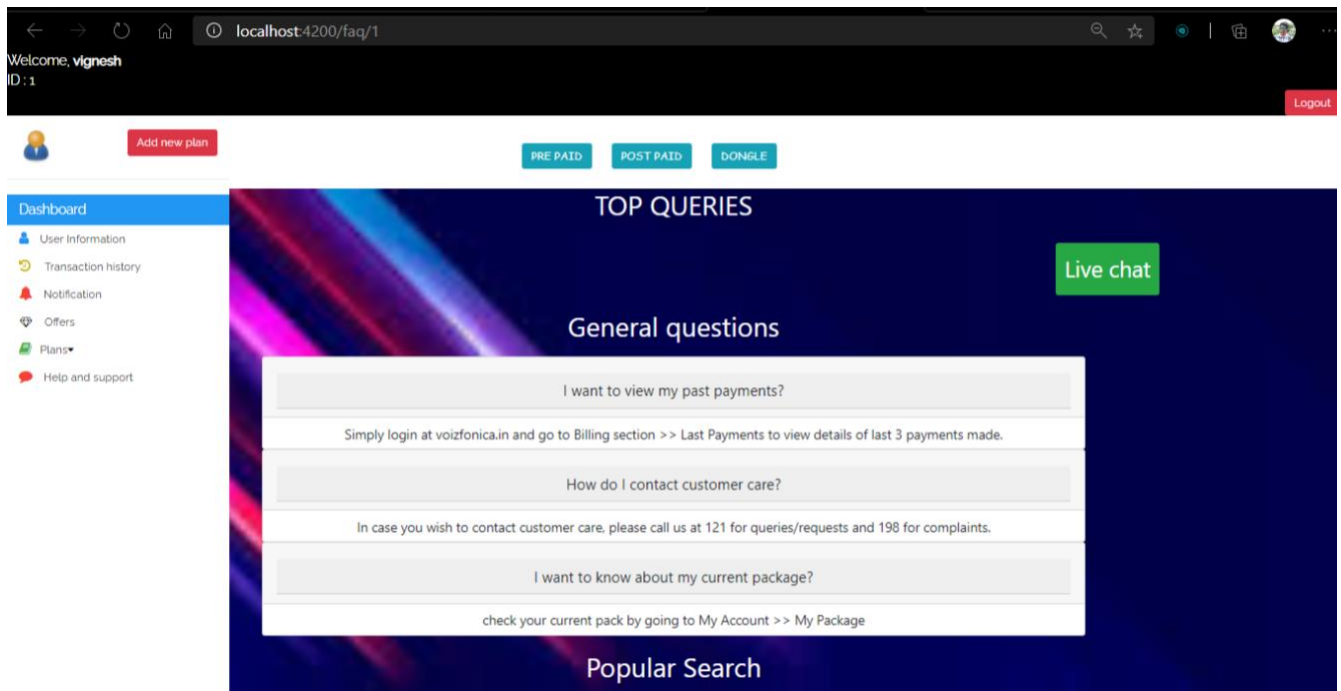 localhost:4200/faq/1
Welcome, vignesh
ID : 1
Logout
Add new plan
PRE PAID POST PAID DONGLE
Dashboard
User Information
Transaction history
Notification
Offers
Plans
Help and support
TOP QUERIES
Live chat
General questions
I want to view my past payments?
Simply login at voizfonica.in and go to Billing section >> Last Payments to view details of last 3 payments made.
How do I contact customer care?
In case you wish to contact customer care, please call us at 121 for queries/requests and 198 for complaints.
I want to know about my current package?
check your current pack by going to My Account >> My Package
Popular Search